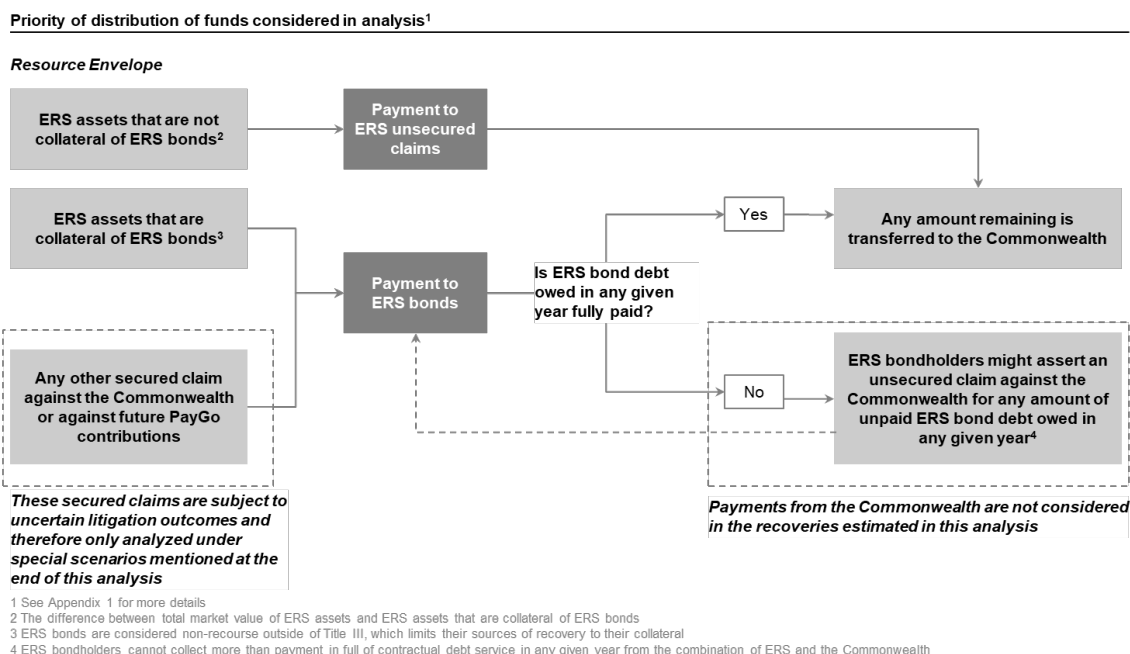 Priority of distribution of funds considered in analysis¹
Resource Envelope
ERS assets that are not
collateral of ERS bonds²
Payment to
ERS unsecured
claims
ERS assets that are
collateral of ERS bonds³
Yes
Any amount remaining is
transferred to the Commonwealth
Payment to
ERS bonds
Is ERS bond debt
owed in any given
year fully paid?
Any other secured claim
against the Commonwealth
or against future PayGo
contributions
No
ERS bondholders might assert an
unsecured claim against the
Commonwealth for any amount of
unpaid ERS bond debt owed in
any given year⁴
These secured claims are subject to
uncertain litigation outcomes and
therefore only analyzed under
special scenarios mentioned at the
end of this analysis
Payments from the Commonwealth are not considered
in the recoveries estimated in this analysis
1 See Appendix 1 for more details
2 The difference between total market value of ERS assets and ERS assets that are collateral of ERS bonds
3 ERS bonds are considered non-recourse outside of Title III, which limits their sources of recovery to their collateral
4 ERS bondholders cannot collect more than payment in full of contractual debt service in any given year from the combination of ERS and the Commonwealth